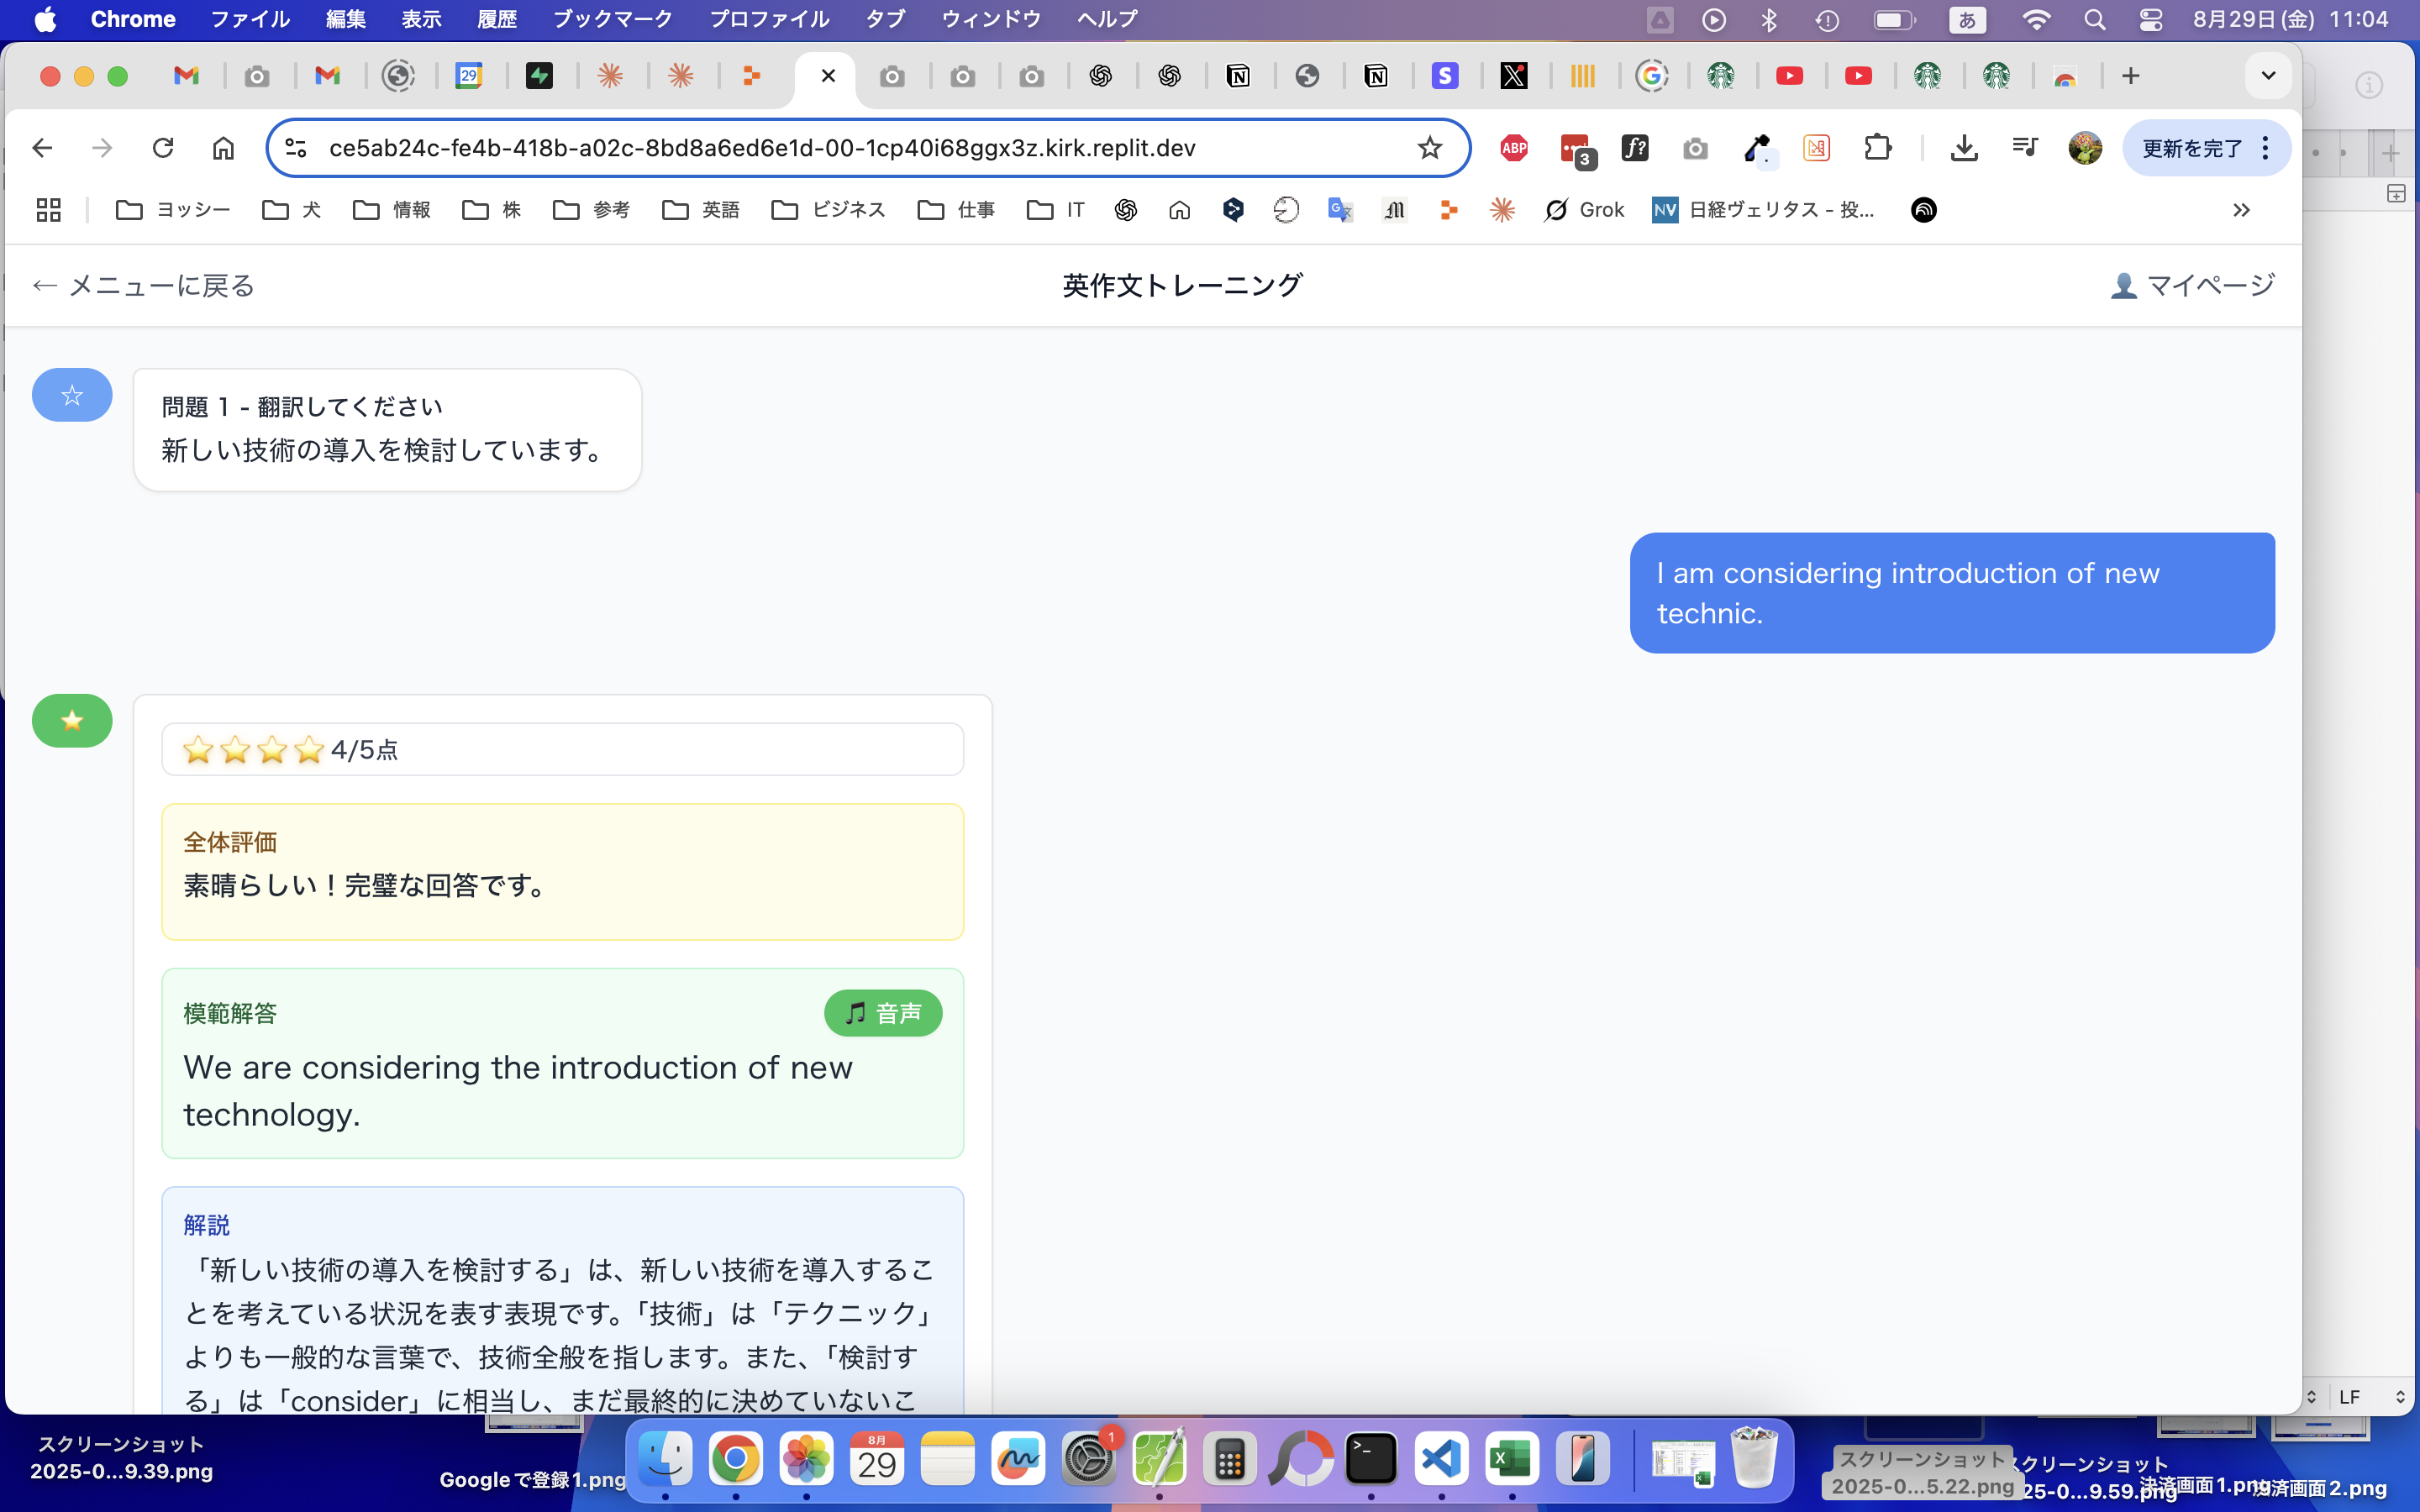 Chrome ファイル 編集 表示 履歴 ブックマーク プロファイル タブ ウィンドウ ヘルプ あ 8月29日(金) 11:04
29
ce5ab24c-fe4b-418b-a02c-8bd8a6ed6e1d-00-1cp40i68ggx3z.kirk.replit.dev ABP 3 f? 更新を完了
ヨッシー 犬 情報 株 参考 英語 ビジネス 仕事 IT Grok NV 日経ヴェリタス - 投...
← メニューに戻る 英作文トレーニング マイページ
問題 1 - 翻訳してください
新しい技術の導入を検討しています。
I am considering introduction of new
technic.
4/5点
全体評価
素晴らしい！完璧な回答です。
模範解答 音声
We are considering the introduction of new
technology.
解説
「新しい技術の導入を検討する」は、新しい技術を導入するこ
とを考えている状況を表す表現です。「技術」は「テクニック」
よりも一般的な言葉で、技術全般を指します。また、「検討す
る」は「consider」に相当し、まだ最終的に決めていないこ
LF
スクリーンショット
2025-0...9.39.png
Googleで登録1.png
8月
29
1
スクリーンショット
2025-0...5.22.png
クリーンショット
25-0...9.59.png
決済画面1.png
決済画面2.png